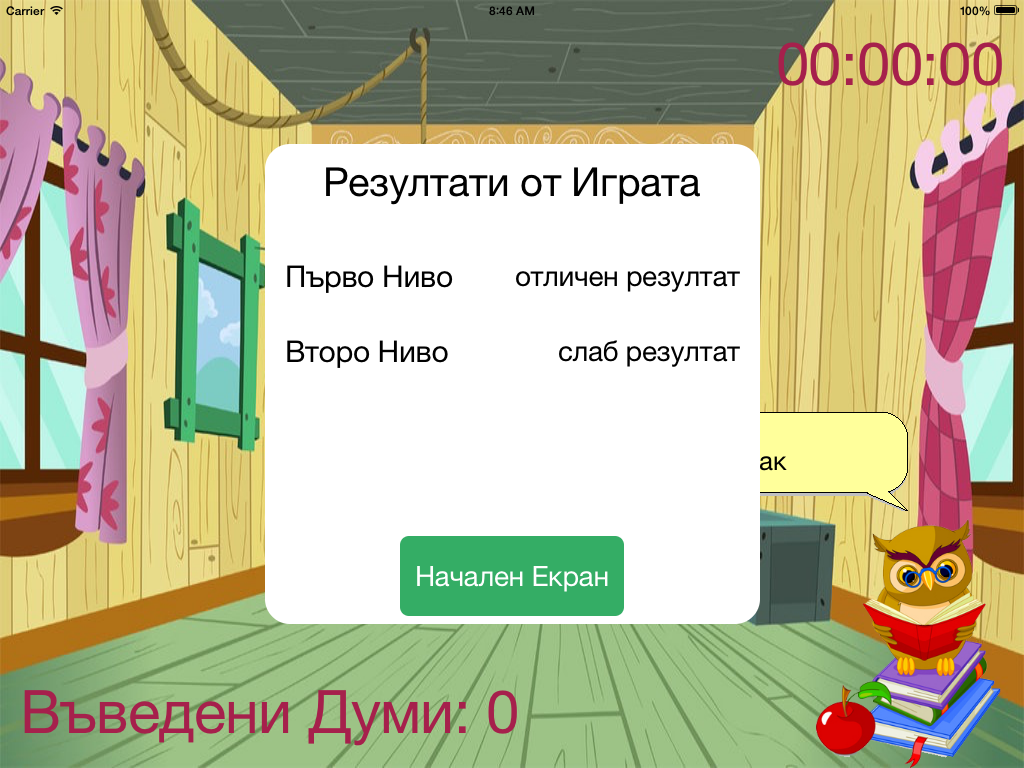 Carrier 8:46 AM 100%
00:00:00
Резултати от Играта
Първо Ниво отличен резултат
Второ Ниво слаб резултат
ак
Начален Екран
Въведени Думи: 0